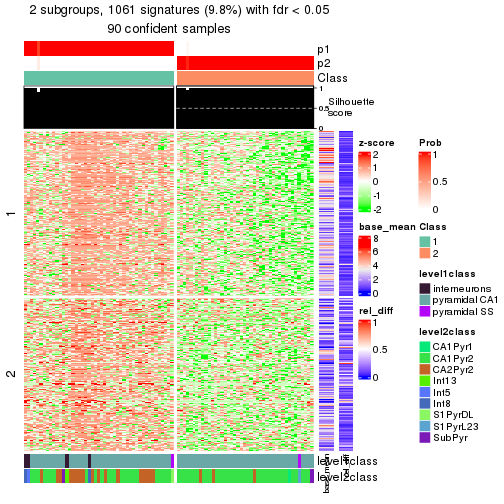 2 subgroups, 1061 signatures (9.8%) with fdr < 0.05
90 confident samples
p1
p2
Class
1
0.5
0
Silhouette
score
1
2
z-score
2
1
0
-1
-2
Prob
1
0.5
0
base_mean
8
6
4
2
0
Class
1
2
rel_diff
1
0.5
0
level1class
interneurons
pyramidal CA1
pyramidal SS
level2class
CA1Pyr1
CA1Pyr2
CA2Pyr2
Int13
Int5
Int8
S1PyrDL
S1PyrL23
SubPyr
level1class
level2class
base_mean
rel_diff